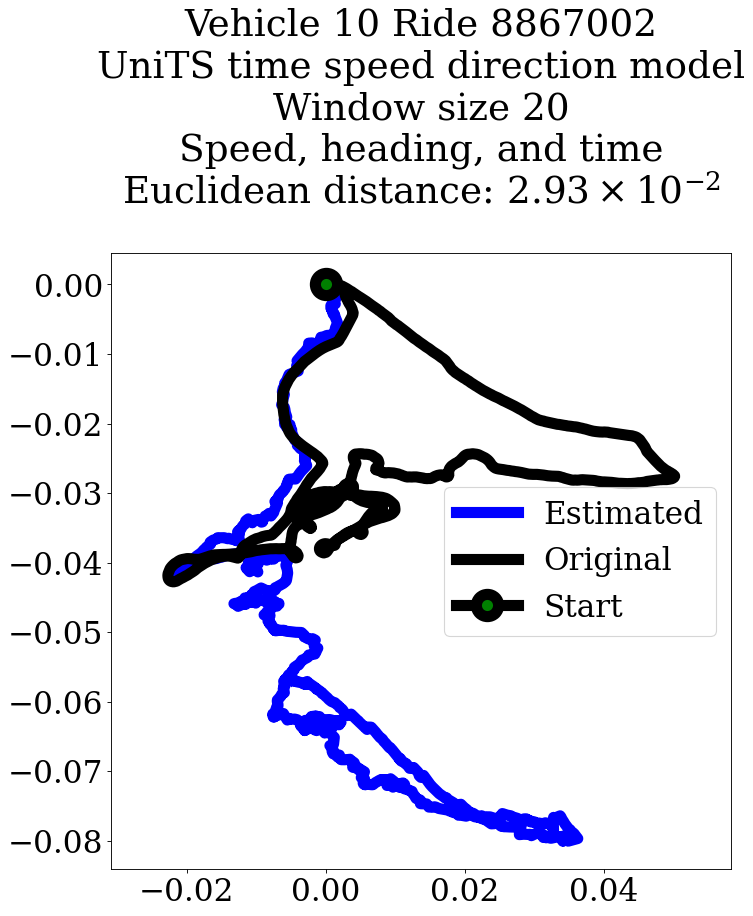 Vehicle 10 Ride 8867002
UniTS time speed direction model
Window size 20
Speed, heading, and time
Euclidean distance: 2.93 × 10⁻²
0.00
−0.01
−0.02
−0.03
−0.04
−0.05
−0.06
−0.07
−0.08
Estimated
Original
Start
−0.02 0.00 0.02 0.04